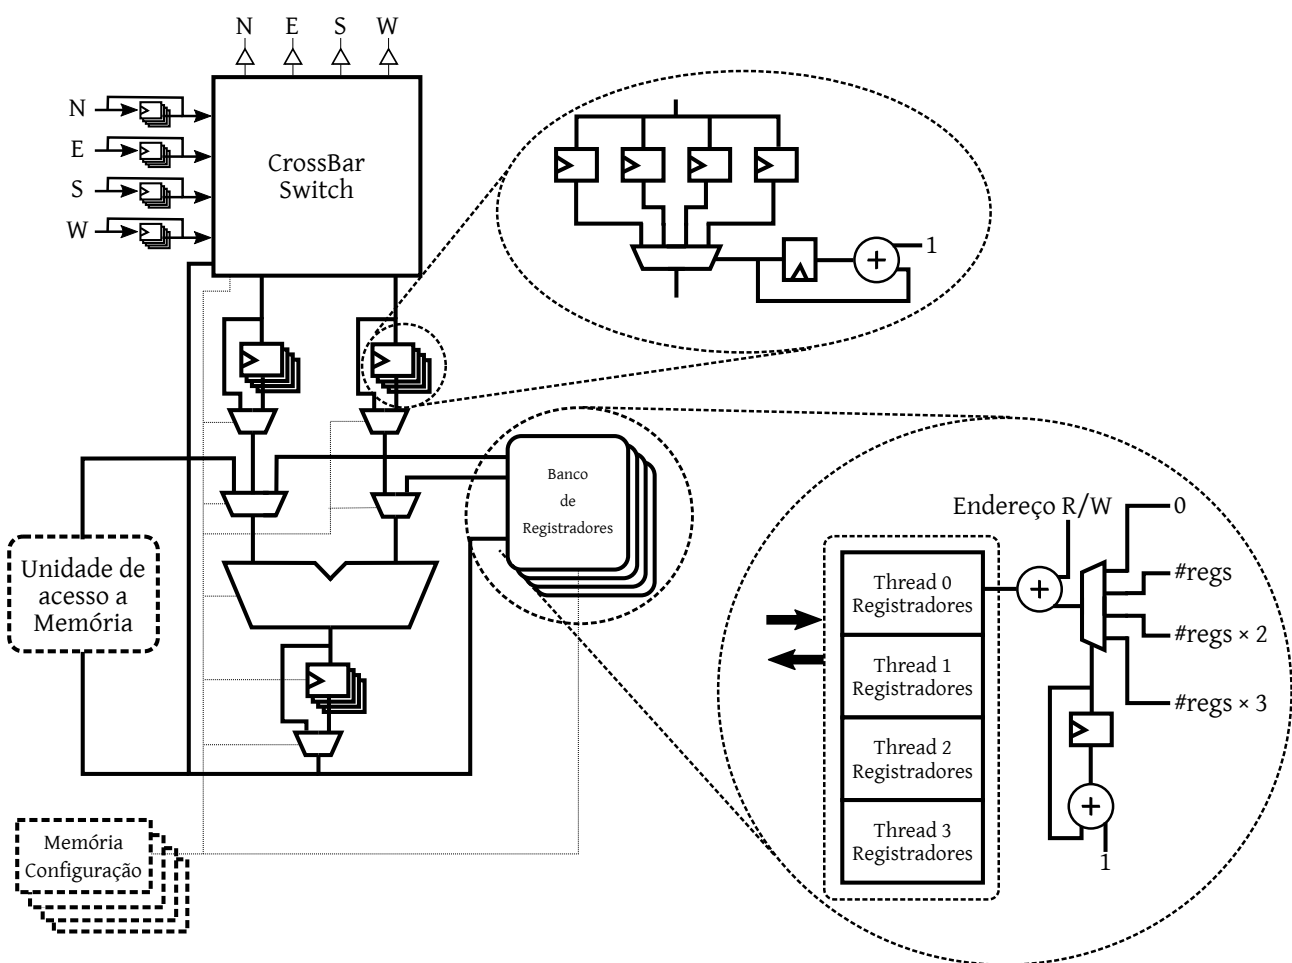 N E S W
N
E
S
W
CrossBar
Switch
1
Banco
de
Registradores
Unidade de
acesso a
Memória
Memória
Configuração
Endereço R/W
0
#regs
#regs × 2
#regs × 3
Thread 0
Registradores
Thread 1
Registradores
Thread 2
Registradores
Thread 3
Registradores
1